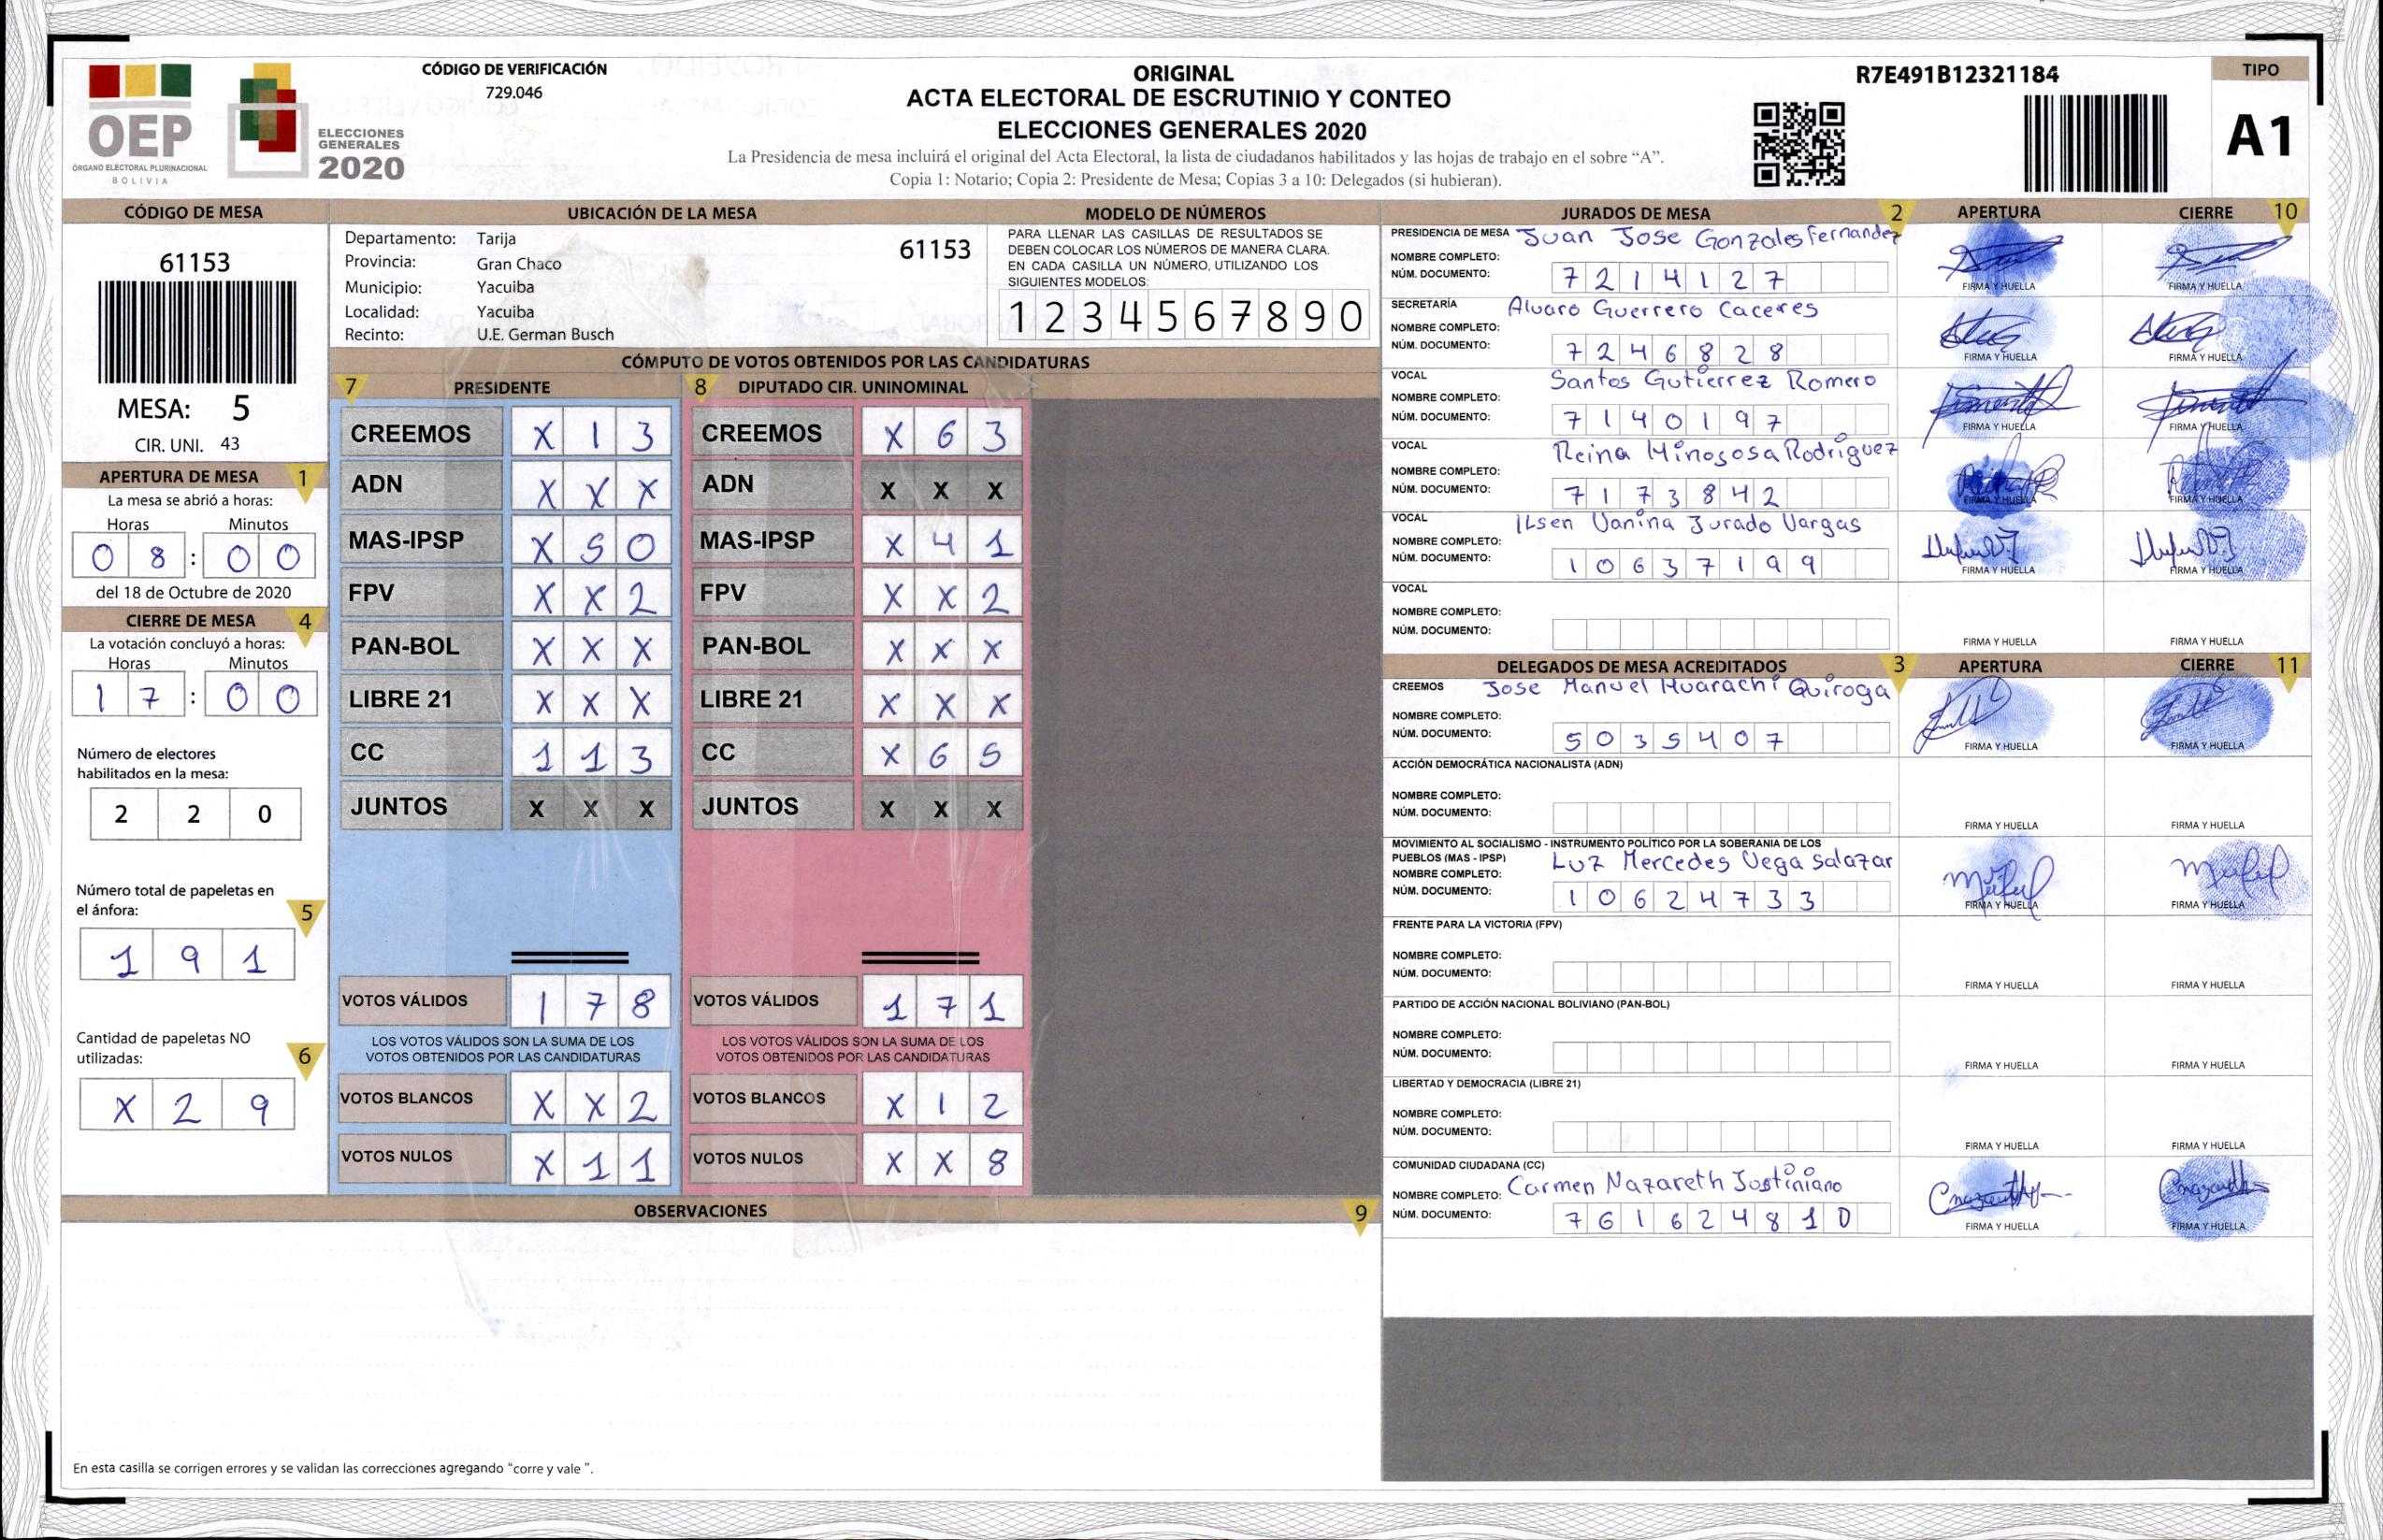 OEP
ÓRGANO ELECTORAL PLURINACIONAL
BOLIVIA
ELECCIONES
GENERALES
2020
CÓDIGO DE VERIFICACIÓN
729.046
ORIGINAL
ACTA ELECTORAL DE ESCRUTINIO Y CONTEO
ELECCIONES GENERALES 2020
La Presidencia de mesa incluirá el original del Acta Electoral, la lista de ciudadanos habilitados y las hojas de trabajo en el sobre “A”.
Copia 1: Notario; Copia 2: Presidente de Mesa; Copias 3 a 10: Delegados (si hubieran).
R7E491B12321184
TIPO
A1
CÓDIGO DE MESA
61153
MESA: 5
CIR. UNI. 43
APERTURA DE MESA 1
La mesa se abrió a horas:
Horas Minutos
0 8 : 0 0
del 18 de Octubre de 2020
CIERRE DE MESA 4
La votación concluyó a horas:
Horas Minutos
1 7 : 0 0
Número de electores
habilitados en la mesa:
2 2 0
Número total de papeletas en
el ánfora: 5
1 9 1
Cantidad de papeletas NO
utilizadas: 6
X 2 9
UBICACIÓN DE LA MESA
Departamento: Tarija 61153
Provincia: Gran Chaco
Municipio: Yacuiba
Localidad: Yacuiba
Recinto: U.E. German Busch
MODELO DE NÚMEROS
PARA LLENAR LAS CASILLAS DE RESULTADOS SE
DEBEN COLOCAR LOS NÚMEROS DE MANERA CLARA.
EN CADA CASILLA UN NÚMERO, UTILIZANDO LOS
SIGUIENTES MODELOS:
1 2 3 4 5 6 7 8 9 0
CÓMPUTO DE VOTOS OBTENIDOS POR LAS CANDIDATURAS
7 PRESIDENTE 8 DIPUTADO CIR. UNINOMINAL
CREEMOS X 1 3 CREEMOS X 6 3
ADN X X X ADN X X X
MAS-IPSP X 5 0 MAS-IPSP X 4 1
FPV X X 2 FPV X X 2
PAN-BOL X X X PAN-BOL X X X
LIBRE 21 X X X LIBRE 21 X X X
CC 1 1 3 CC X 6 5
JUNTOS X X X JUNTOS X X X
VOTOS VÁLIDOS 1 7 8 VOTOS VÁLIDOS 1 7 1
LOS VOTOS VÁLIDOS SON LA SUMA DE LOS LOS VOTOS VÁLIDOS SON LA SUMA DE LOS
VOTOS OBTENIDOS POR LAS CANDIDATURAS VOTOS OBTENIDOS POR LAS CANDIDATURAS
VOTOS BLANCOS X X 2 VOTOS BLANCOS X 1 2
VOTOS NULOS X 1 1 VOTOS NULOS X X 8
OBSERVACIONES 9
En esta casilla se corrigen errores y se validan las correcciones agregando “corre y vale ”.
JURADOS DE MESA 2 APERTURA CIERRE 10
PRESIDENCIA DE MESA Juan Jose Gonzales Fernandez
NOMBRE COMPLETO:
NÚM. DOCUMENTO: 7 2 1 4 1 2 7 FIRMA Y HUELLA FIRMA Y HUELLA
SECRETARÍA Alvaro Guerrero Caceres
NOMBRE COMPLETO:
NÚM. DOCUMENTO: 7 2 4 6 8 2 8 FIRMA Y HUELLA FIRMA Y HUELLA
VOCAL Santos Gutierrez Romero
NOMBRE COMPLETO:
NÚM. DOCUMENTO: 7 1 4 0 1 9 7 FIRMA Y HUELLA FIRMA Y HUELLA
VOCAL Reina Hinososa Rodriguez
NOMBRE COMPLETO:
NÚM. DOCUMENTO: 7 1 7 3 8 4 2 FIRMA Y HUELLA FIRMA Y HUELLA
VOCAL Ilsen Vanina Jurado Vargas
NOMBRE COMPLETO:
NÚM. DOCUMENTO: 1 0 6 3 7 1 9 9 FIRMA Y HUELLA FIRMA Y HUELLA
VOCAL
NOMBRE COMPLETO:
NÚM. DOCUMENTO: FIRMA Y HUELLA FIRMA Y HUELLA
DELEGADOS DE MESA ACREDITADOS 3 APERTURA CIERRE 11
CREEMOS Jose Manuel Huarachi Quiroga
NOMBRE COMPLETO:
NÚM. DOCUMENTO: 5 0 3 5 4 0 7 FIRMA Y HUELLA FIRMA Y HUELLA
ACCIÓN DEMOCRÁTICA NACIONALISTA (ADN)
NOMBRE COMPLETO:
NÚM. DOCUMENTO: FIRMA Y HUELLA FIRMA Y HUELLA
MOVIMIENTO AL SOCIALISMO - INSTRUMENTO POLÍTICO POR LA SOBERANIA DE LOS
PUEBLOS (MAS - IPSP) Luz Mercedes Vega Salazar
NOMBRE COMPLETO:
NÚM. DOCUMENTO: 1 0 6 2 4 7 3 3 FIRMA Y HUELLA FIRMA Y HUELLA
FRENTE PARA LA VICTORIA (FPV)
NOMBRE COMPLETO:
NÚM. DOCUMENTO: FIRMA Y HUELLA FIRMA Y HUELLA
PARTIDO DE ACCIÓN NACIONAL BOLIVIANO (PAN-BOL)
NOMBRE COMPLETO:
NÚM. DOCUMENTO: FIRMA Y HUELLA FIRMA Y HUELLA
LIBERTAD Y DEMOCRACIA (LIBRE 21)
NOMBRE COMPLETO:
NÚM. DOCUMENTO: FIRMA Y HUELLA FIRMA Y HUELLA
COMUNIDAD CIUDADANA (CC)
NOMBRE COMPLETO: Carmen Nazareth Justiniano
NÚM. DOCUMENTO: 7 6 1 6 2 4 8 1 0 FIRMA Y HUELLA FIRMA Y HUELLA